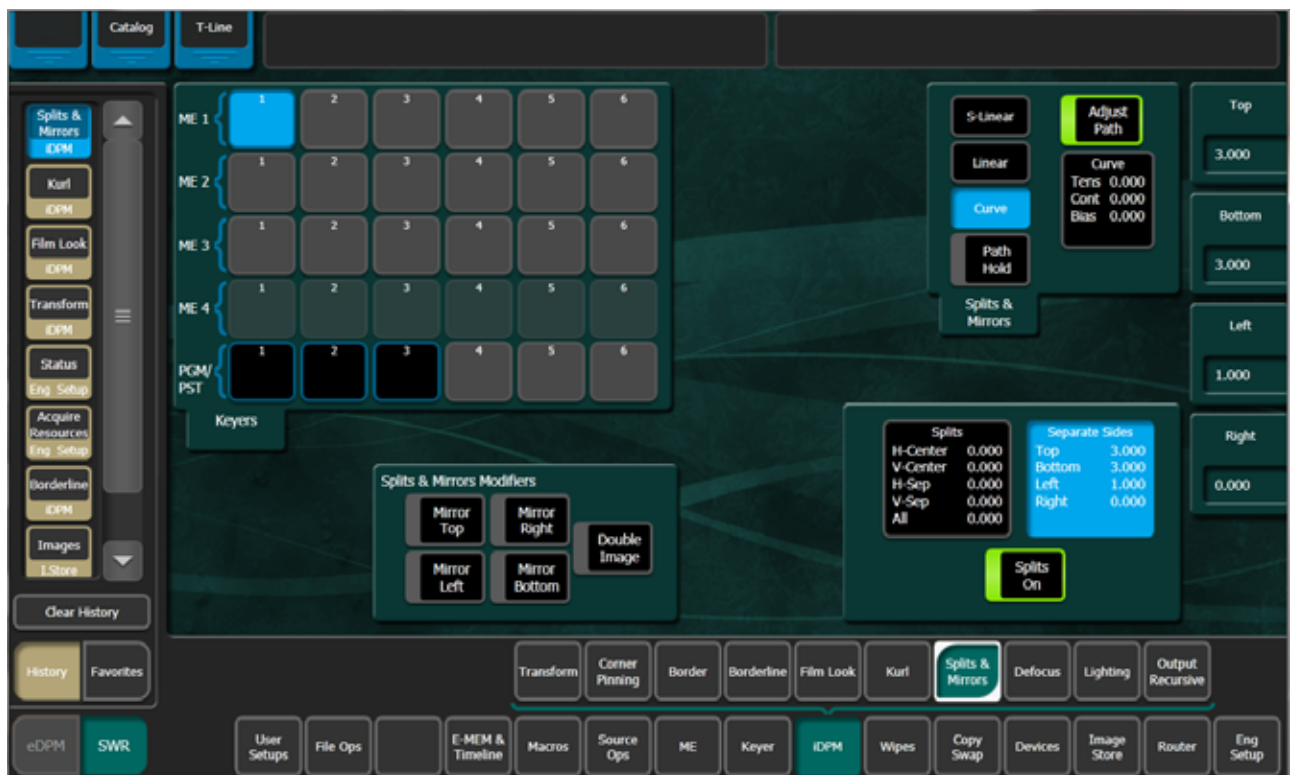 Catalog
T-Line
Splits &
Mirrors
iDPM
Kurl
iDPM
Film Look
iDPM
Transform
iDPM
Status
Eng Setup
Acquire
Resources
Eng Setup
Borderline
iDPM
Images
I.Store
Clear History
History
Favorites
eDPM
SWR
ME 1
1
2
3
4
5
6
ME 2
1
2
3
4
5
6
ME 3
1
2
3
4
5
6
ME 4
1
2
3
4
5
6
PGM/
PST
1
2
3
4
5
6
Keyers
Splits & Mirrors Modifiers
Mirror
Top
Mirror
Right
Double
Image
Mirror
Left
Mirror
Bottom
S-Linear
Linear
Curve
Path
Hold
Adjust
Path
Curve
Tens 0.000
Cont 0.000
Bias 0.000
Splits &
Mirrors
Top
3.000
Bottom
3.000
Left
1.000
Right
0.000
Splits
H-Center 0.000
V-Center 0.000
H-Sep 0.000
V-Sep 0.000
All 0.000
Separate Sides
Top 3.000
Bottom 3.000
Left 1.000
Right 0.000
Splits
On
Transform
Corner
Pinning
Border
Borderline
Film Look
Kurl
Splits &
Mirrors
Defocus
Lighting
Output
Recursive
User
Setups
File Ops
E-MEM &
Timeline
Macros
Source
Ops
ME
Keyer
iDPM
Wipes
Copy
Swap
Devices
Image
Store
Router
Eng
Setup